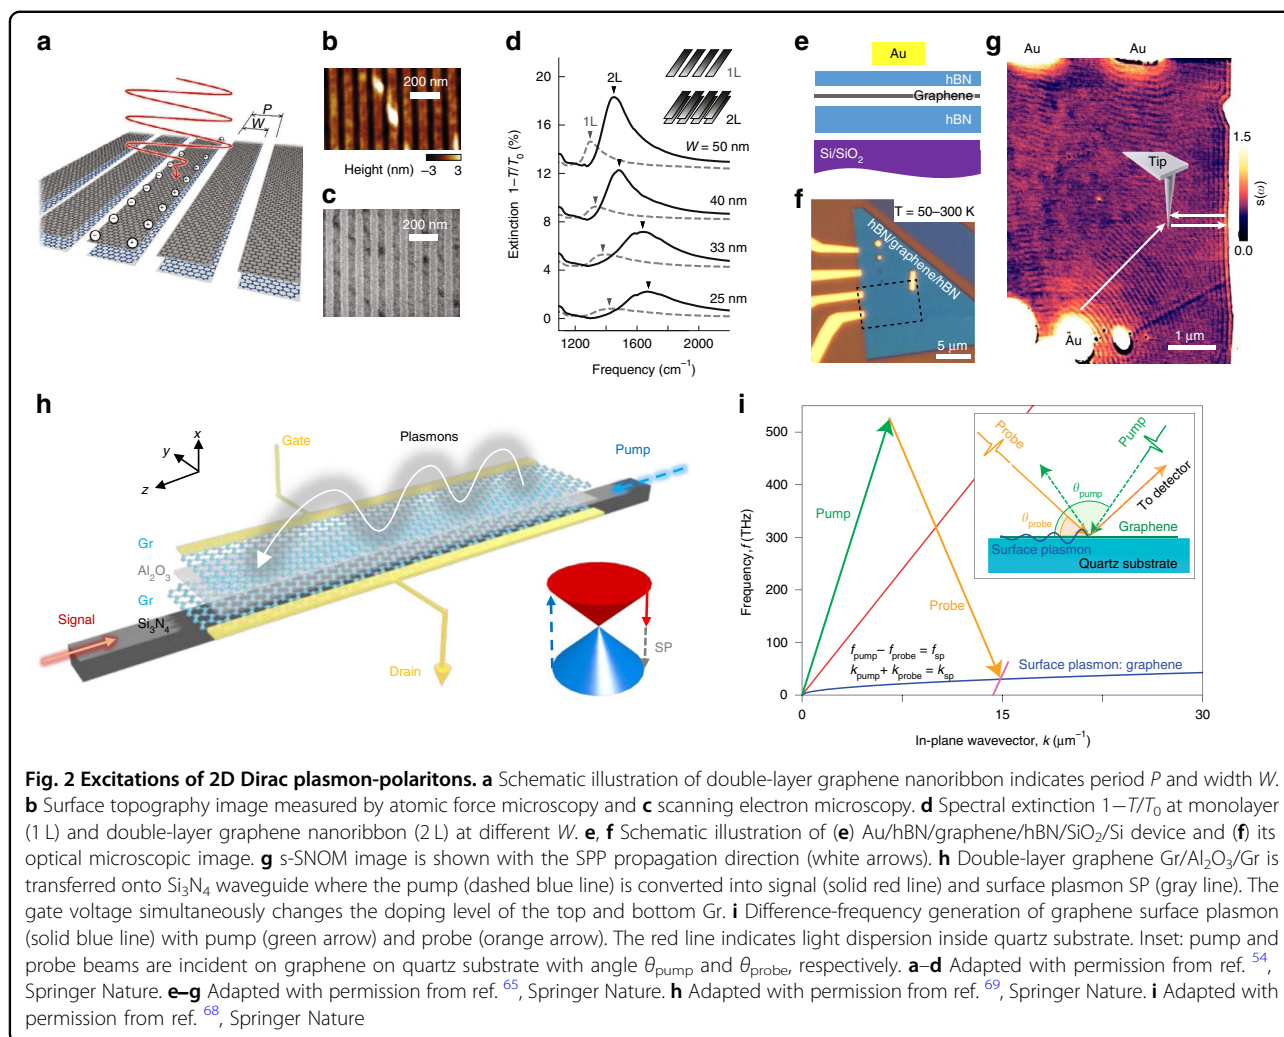 a
P
W
b
200 nm
Height (nm)
−3 3
c
200 nm
d
Extinction 1−T/T0 (%)
20
16
12
8
4
0
1L
2L
1L
2L
W = 50 nm
40 nm
33 nm
25 nm
1200 1600 2000
Frequency (cm−1)
e
Au
hBN
Graphene
hBN
Si/SiO2
f
T = 50–300 K
hBN/graphene/hBN
5 μm
g
Au Au
Tip
Au
1 μm
1.5
s(ω)
0.0
h
x
y
z
Gate
Plasmons
Pump
Gr
Al2O3
Gr
Si3N4
Signal
Drain
SP
i
Frequency, f (THz)
500
400
300
200
100
0
Pump
Probe
fpump− fprobe = fsp
kpump+ kprobe = ksp
Surface plasmon: graphene
0 15 30
In-plane wavevector, k (μm−1)
Probe
Pump
To detector
θpump
θprobe
Graphene
Surface plasmon
Quartz substrate
Fig. 2 Excitations of 2D Dirac plasmon-polaritons. a Schematic illustration of double-layer graphene nanoribbon indicates period P and width W.
b Surface topography image measured by atomic force microscopy and c scanning electron microscopy. d Spectral extinction 1−T/T0 at monolayer
(1 L) and double-layer graphene nanoribbon (2 L) at different W. e, f Schematic illustration of (e) Au/hBN/graphene/hBN/SiO2/Si device and (f) its
optical microscopic image. g s-SNOM image is shown with the SPP propagation direction (white arrows). h Double-layer graphene Gr/Al2O3/Gr is
transferred onto Si3N4 waveguide where the pump (dashed blue line) is converted into signal (solid red line) and surface plasmon SP (gray line). The
gate voltage simultaneously changes the doping level of the top and bottom Gr. i Difference-frequency generation of graphene surface plasmon
(solid blue line) with pump (green arrow) and probe (orange arrow). The red line indicates light dispersion inside quartz substrate. Inset: pump and
probe beams are incident on graphene on quartz substrate with angle θpump and θprobe, respectively. a–d Adapted with permission from ref. 54,
Springer Nature. e–g Adapted with permission from ref. 65, Springer Nature. h Adapted with permission from ref. 69, Springer Nature. i Adapted with
permission from ref. 68, Springer Nature